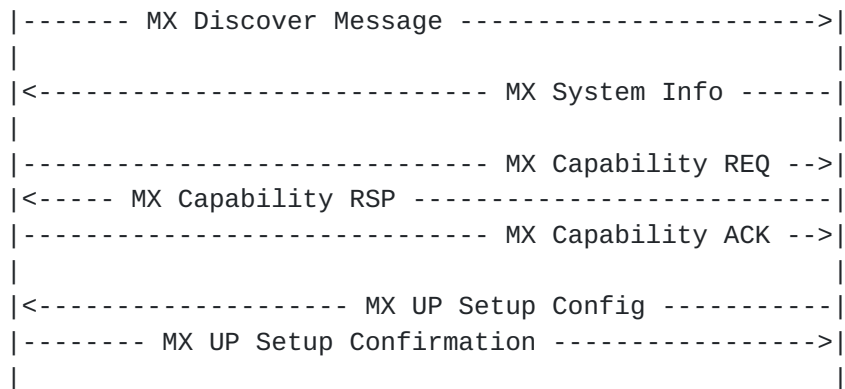 |------- MX Discover Message ----------------------->|
|                                                     |
|<----------------------------- MX System Info ------|
|                                                     |
|------------------------------ MX Capability REQ -->|
|<----- MX Capability RSP ---------------------------|
|------------------------------ MX Capability ACK -->|
|                                                     |
|<-------------------- MX UP Setup Config -----------|
|-------- MX UP Setup Confirmation ----------------->|
|                                                     |